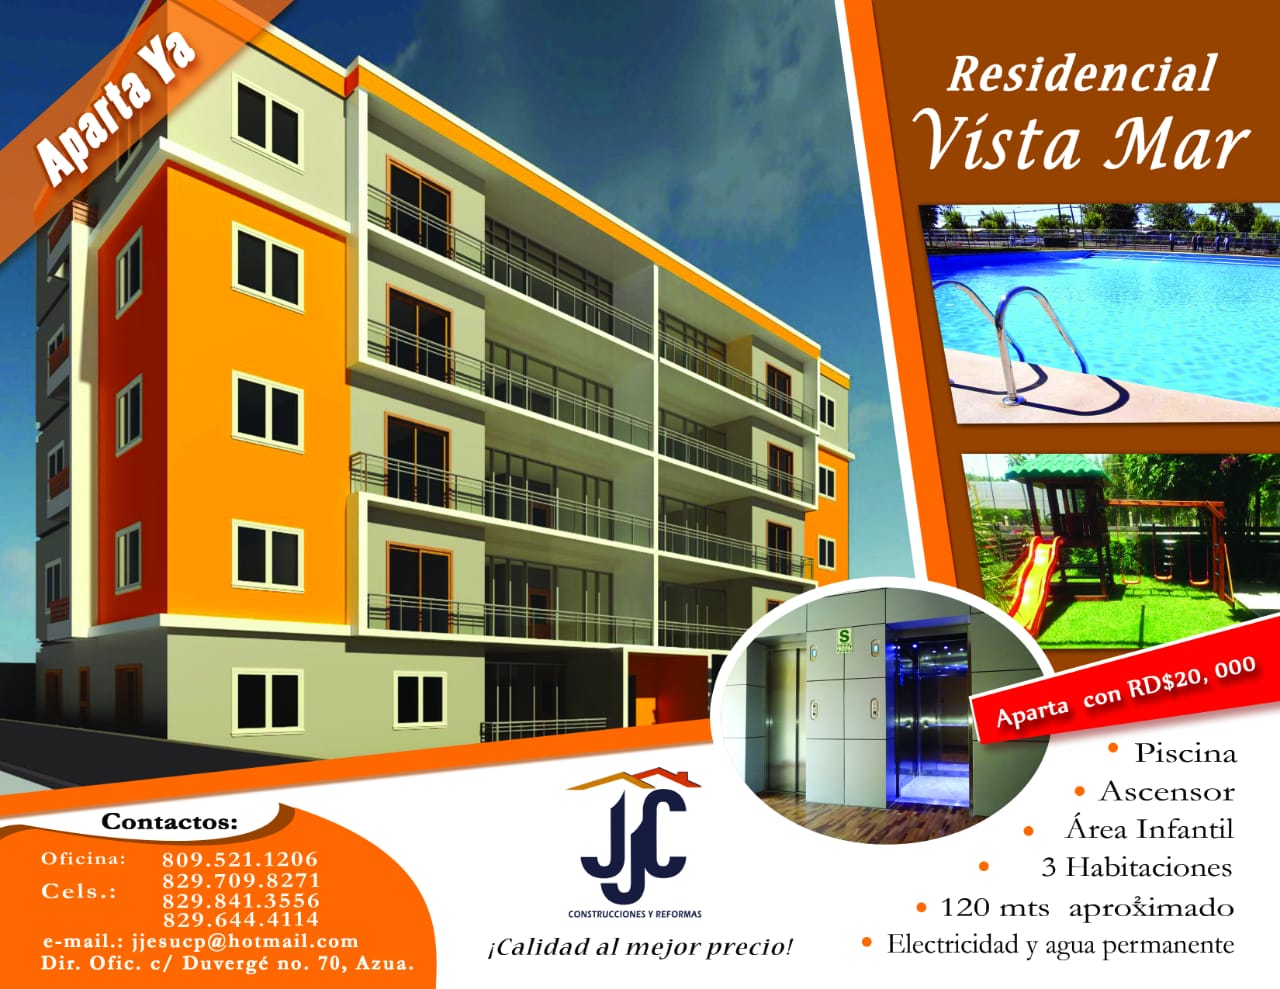 Aparta Ya
Residencial
Vista Mar
S
Aparta con RD$20, 000
• Piscina
• Ascensor
• Área Infantil
• 3 Habitaciones
• 120 mts aproximado
2
• Electricidad y agua permanente
Contactos:
Oficina: 809.521.1206
Cels.: 829.709.8271
829.841.3556
829.644.4114
e-mail.: jjesucp@hotmail.com
Dir. Ofic. c/ Duvergé no. 70, Azua.
JJC
CONSTRUCCIONES Y REFORMAS
¡Calidad al mejor precio!